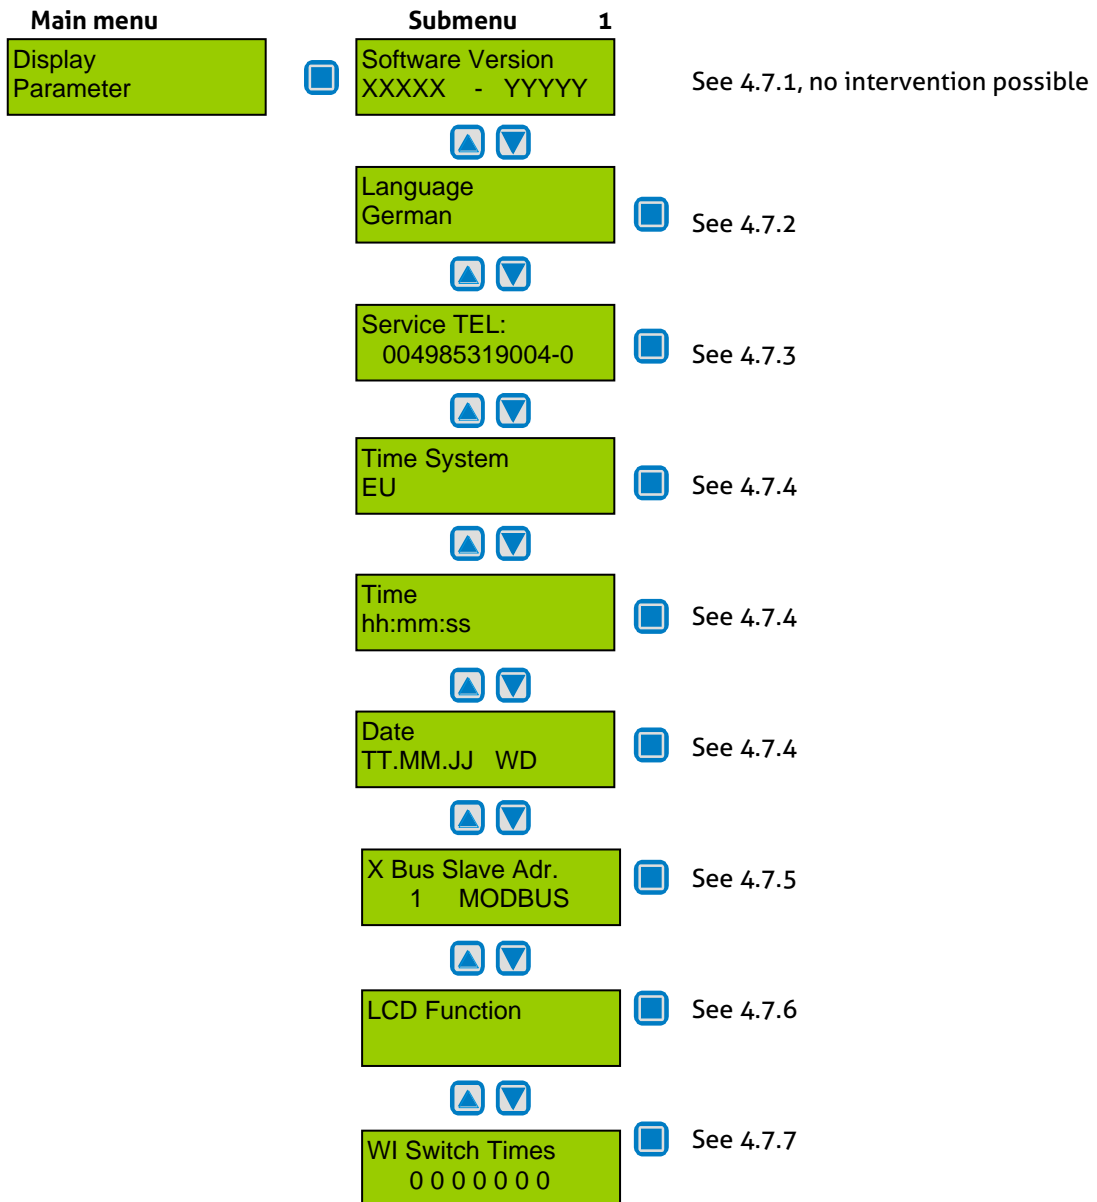 Main menu
Submenu 1
Display
Parameter
Software Version
XXXXX - YYYYY
See 4.7.1, no intervention possible
Language
German
See 4.7.2
Service TEL:
004985319004-0
See 4.7.3
Time System
EU
See 4.7.4
Time
hh:mm:ss
See 4.7.4
Date
TT.MM.JJ WD
See 4.7.4
X Bus Slave Adr.
1 MODBUS
See 4.7.5
LCD Function
See 4.7.6
WI Switch Times
0 0 0 0 0 0 0
See 4.7.7